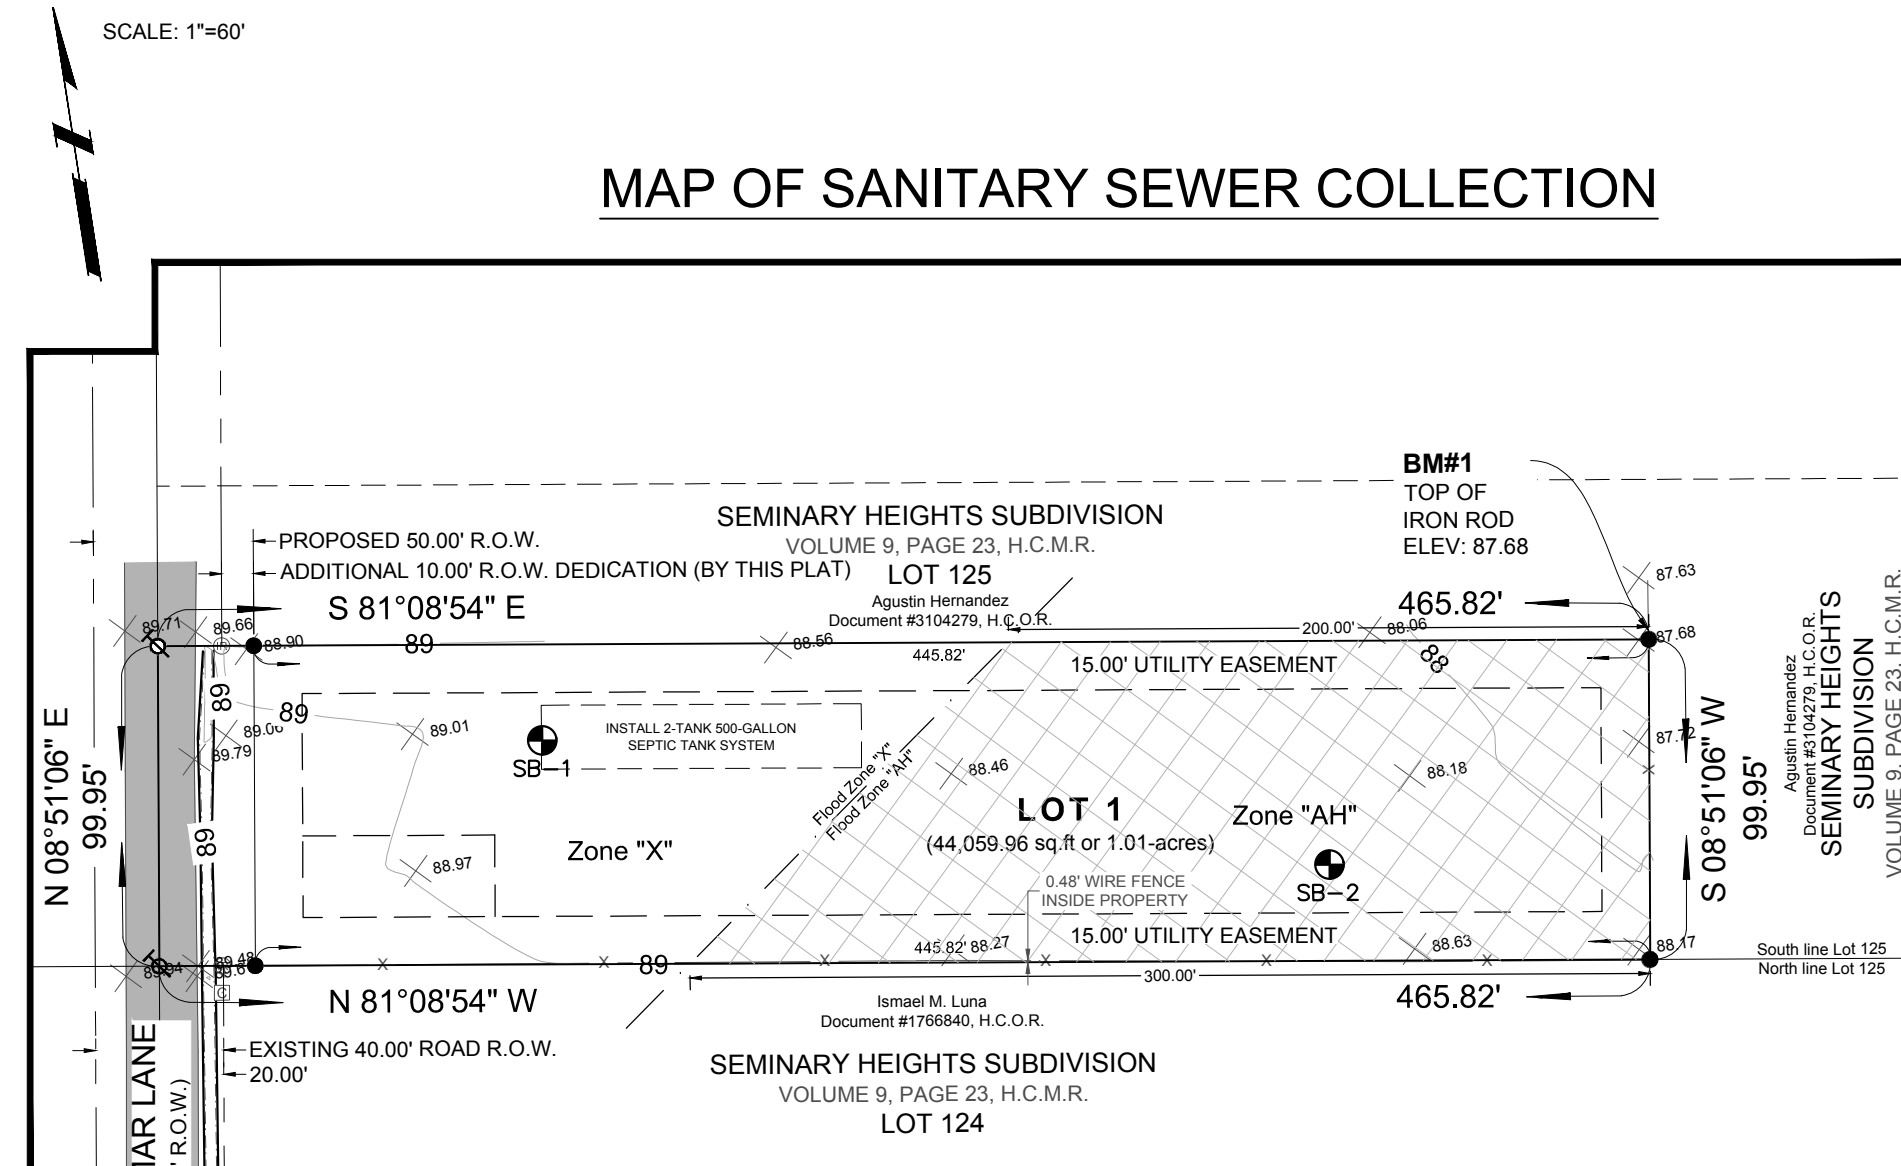 SCALE: 1"=60'
MAP OF SANITARY SEWER COLLECTION
BM#1
TOP OF
IRON ROD
ELEV: 87.68
SEMINARY HEIGHTS SUBDIVISION
VOLUME 9, PAGE 23, H.C.M.R.
LOT 125
Agustin Hernandez
Document #3104279, H.C.O.R.
PROPOSED 50.00' R.O.W.
ADDITIONAL 10.00' R.O.W. DEDICATION (BY THIS PLAT)
S 81°08'54" E
465.82'
87.63
89.71
89.66
88.90
89
88.56
445.82'
200.00'
88.06
87.68
15.00' UTILITY EASEMENT
88
89
89
89.01
89.79
INSTALL 2-TANK 500-GALLON
SEPTIC TANK SYSTEM
SB-1
Flood Zone "X"
Flood Zone "AH"
88.46
88.18
87.72
LOT 1
(44,059.96 sq.ft or 1.01-acres)
Zone "AH"
Zone "X"
SB-2
88.97
89
0.48' WIRE FENCE
INSIDE PROPERTY
15.00' UTILITY EASEMENT
N 08°51'06" E
99.95'
S 08°51'06" W
99.95'
Agustin Hernandez
Document #3104279, H.C.O.R.
SEMINARY HEIGHTS
SUBDIVISION
VOLUME 9, PAGE 23, H.C.M.R.
89.94
89.48
89
445.82'
88.27
88.63
88.17
South line Lot 125
North line Lot 125
300.00'
N 81°08'54" W
465.82'
C
Ismael M. Luna
Document #1766840, H.C.O.R.
EXISTING 40.00' ROAD R.O.W.
20.00'
SEMINARY HEIGHTS SUBDIVISION
VOLUME 9, PAGE 23, H.C.M.R.
LOT 124
LANE
' R.O.W.)